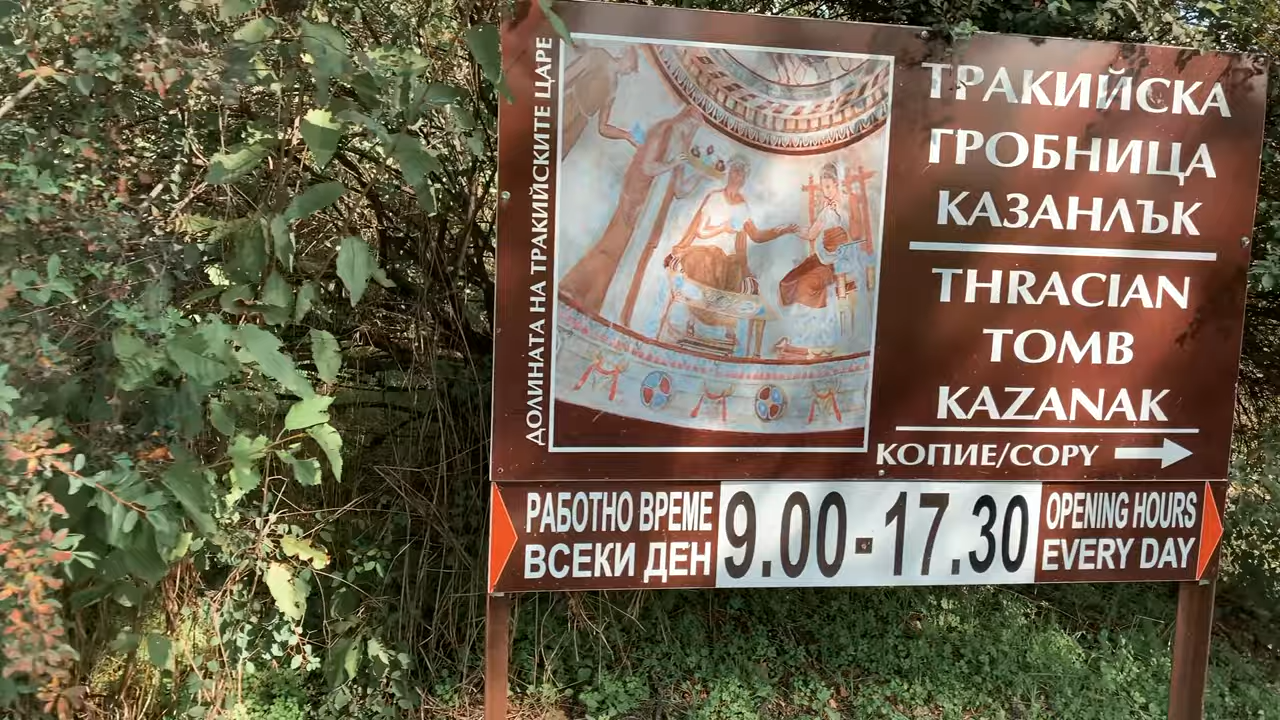 ДОЛИНАТА НА ТРАКИЙСКИТЕ ЦАРЕ
ТРАКИЙСКА
ГРОБНИЦА
КАЗАНЛЪК
THRACIAN
TOMB
KAZANAK
КОПИЕ/COPY
РАБОТНО ВРЕМЕ
ВСЕКИ ДЕН
9.00-17.30
OPENING HOURS
EVERY DAY